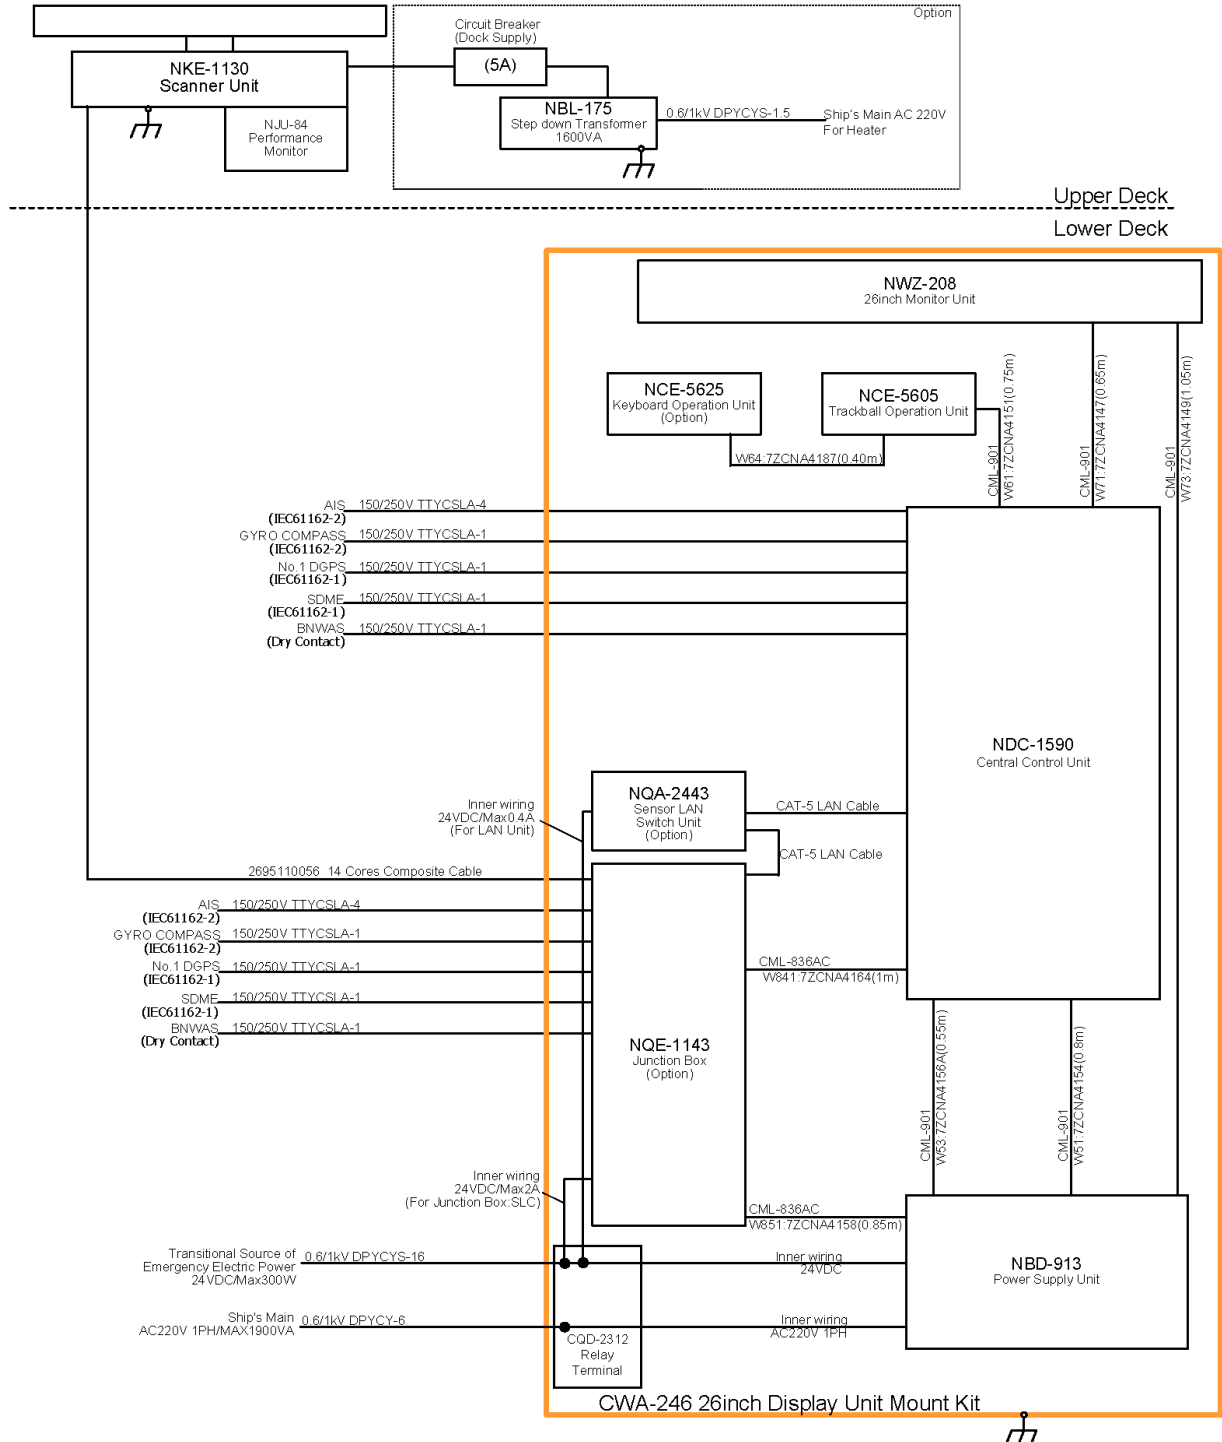 Option
Circuit Breaker
(Dock Supply)
(5A)
NKE-1130
Scanner Unit
NJU-84
Performance
Monitor
NBL-175
Step down Transformer
1600VA
0.6/1kV DPYCYS-1.5
Ship's Main AC 220V
For Heater
Upper Deck
Lower Deck
NWZ-208
26inch Monitor Unit
NCE-5625
Keyboard Operation Unit
(Option)
NCE-5605
Trackball Operation Unit
W64:7ZCNA4187(0.40m)
CML-901
W61:7ZCNA4151(0.75m)
CML-901
W71:7ZCNA4147(0.65m)
CML-901
W73:7ZCNA4149(1.05m)
AIS 150/250V TTYCSLA-4
(IEC61162-2)
GYRO COMPASS 150/250V TTYCSLA-1
(IEC61162-2)
No.1 DGPS 150/250V TTYCSLA-1
(IEC61162-1)
SDME 150/250V TTYCSLA-1
(IEC61162-1)
BNWAS 150/250V TTYCSLA-1
(Dry Contact)
NDC-1590
Central Control Unit
NQA-2443
Sensor LAN
Switch Unit
(Option)
CAT-5 LAN Cable
CAT-5 LAN Cable
Inner wiring
24VDC/Max0.4A
(For LAN Unit)
2695110056 14 Cores Composite Cable
AIS 150/250V TTYCSLA-4
(IEC61162-2)
GYRO COMPASS 150/250V TTYCSLA-1
(IEC61162-2)
No.1 DGPS 150/250V TTYCSLA-1
(IEC61162-1)
SDME 150/250V TTYCSLA-1
(IEC61162-1)
BNWAS 150/250V TTYCSLA-1
(Dry Contact)
CML-836AC
W841:7ZCNA4164(1m)
NQE-1143
Junction Box
(Option)
CML-901
W53:7ZCNA4156A(0.55m)
CML-901
W51:7ZCNA4154(0.8m)
Inner wiring
24VDC/Max2A
(For Junction Box:SLC)
CML-836AC
W851:7ZCNA4158(0.85m)
Transitional Source of
Emergency Electric Power
24VDC/Max300W
0.6/1kV DPYCYS-16
Inner wiring
24VDC
NBD-913
Power Supply Unit
Ship's Main
AC220V 1PH/MAX1900VA
0.6/1kV DPYCY-6
Inner wiring
AC220V 1PH
CQD-2312
Relay
Terminal
CWA-246 26inch Display Unit Mount Kit